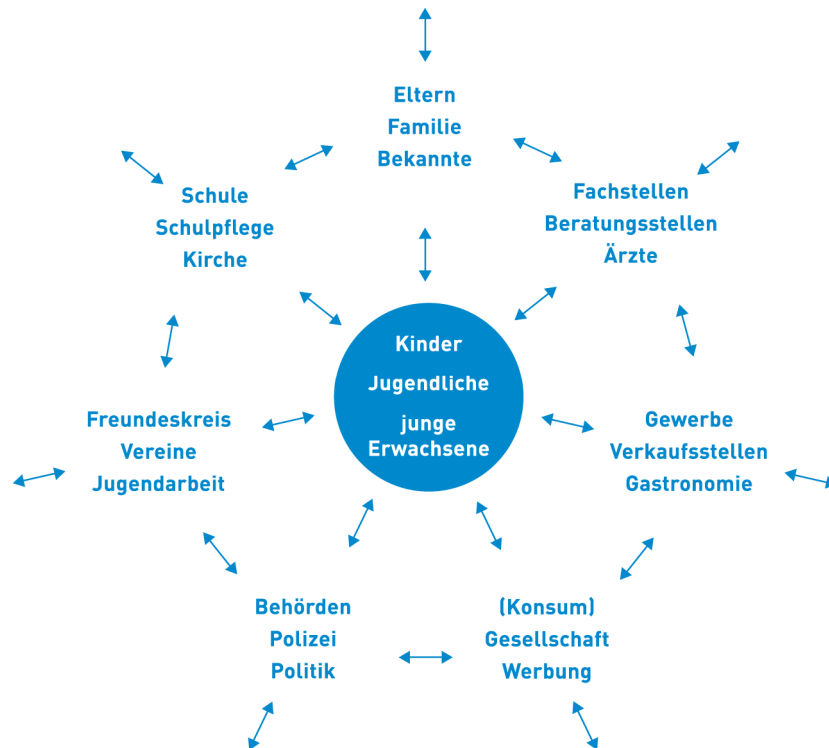 Eltern
Familie
Bekannte
Schule
Schulpflege
Kirche
Fachstellen
Beratungsstellen
Ärzte
Kinder
Jugendliche
junge
Erwachsene
Freundeskreis
Vereine
Jugendarbeit
Gewerbe
Verkaufsstellen
Gastronomie
Behörden
Polizei
Politik
(Konsum)
Gesellschaft
Werbung